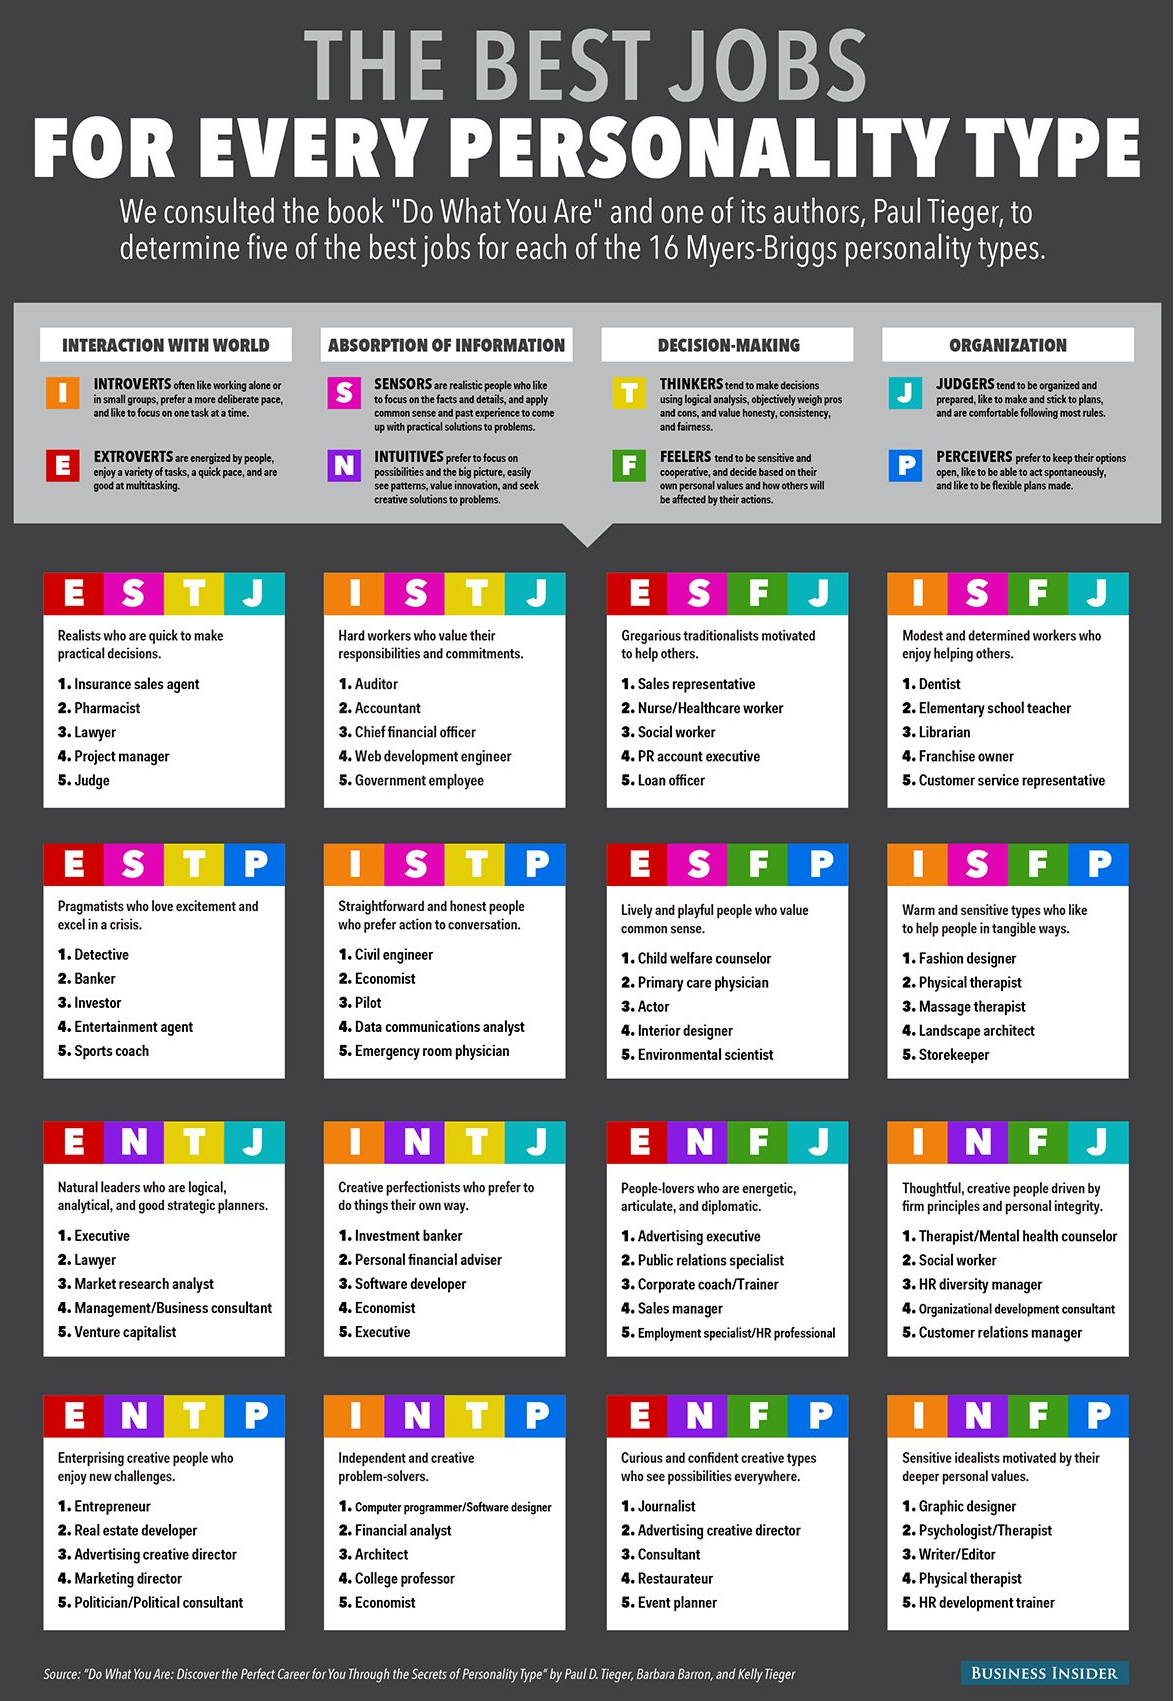 THE BEST JOBS
FOR EVERY PERSONALITY TYPE
We consulted the book "Do What You Are" and one of its authors, Paul Tieger, to
determine five of the best jobs for each of the 16 Myers-Briggs personality types.
INTERACTION WITH WORLD
I
INTROVERTS often like working alone or
in small groups, prefer a more deliberate pace,
and like to focus on one task at a time.
E
EXTROVERTS are energized by people,
enjoy a variety of tasks, a quick pace, and are
good at multitasking.
ABSORPTION OF INFORMATION
S
SENSORS are realistic people who like
to focus on the facts and details, and apply
common sense and past experience to come
up with practical solutions to problems.
N
INTUITIVES prefer to focus on
possibilities and the big picture, easily
see patterns, value innovation, and seek
creative solutions to problems.
DECISION-MAKING
T
THINKERS tend to make decisions
using logical analysis, objectively weigh pros
and cons, and value honesty, consistency,
and fairness.
F
FEELERS tend to be sensitive and
cooperative, and decide based on their
own personal values and how others will
be affected by their actions.
ORGANIZATION
J
JUDGERS tend to be organized and
prepared, like to make and stick to plans,
and are comfortable following most rules.
P
PERCEIVERS prefer to keep their options
open, like to be able to act spontaneously,
and like to be flexible plans made.
E S T J
Realists who are quick to make
practical decisions.
1. Insurance sales agent
2. Pharmacist
3. Lawyer
4. Project manager
5. Judge
I S T J
Hard workers who value their
responsibilities and commitments.
1. Auditor
2. Accountant
3. Chief financial officer
4. Web development engineer
5. Government employee
E S F J
Gregarious traditionalists motivated
to help others.
1. Sales representative
2. Nurse/Healthcare worker
3. Social worker
4. PR account executive
5. Loan officer
I S F J
Modest and determined workers who
enjoy helping others.
1. Dentist
2. Elementary school teacher
3. Librarian
4. Franchise owner
5. Customer service representative
E S T P
Pragmatists who love excitement and
excel in a crisis.
1. Detective
2. Banker
3. Investor
4. Entertainment agent
5. Sports coach
I S T P
Straightforward and honest people
who prefer action to conversation.
1. Civil engineer
2. Economist
3. Pilot
4. Data communications analyst
5. Emergency room physician
E S F P
Lively and playful people who value
common sense.
1. Child welfare counselor
2. Primary care physician
3. Actor
4. Interior designer
5. Environmental scientist
I S F P
Warm and sensitive types who like
to help people in tangible ways.
1. Fashion designer
2. Physical therapist
3. Massage therapist
4. Landscape architect
5. Storekeeper
E N T J
Natural leaders who are logical,
analytical, and good strategic planners.
1. Executive
2. Lawyer
3. Market research analyst
4. Management/Business consultant
5. Venture capitalist
I N T J
Creative perfectionists who prefer to
do things their own way.
1. Investment banker
2. Personal financial adviser
3. Software developer
4. Economist
5. Executive
E N F J
People-lovers who are energetic,
articulate, and diplomatic.
1. Advertising executive
2. Public relations specialist
3. Corporate coach/Trainer
4. Sales manager
5. Employment specialist/HR professional
I N F J
Thoughtful, creative people driven by
firm principles and personal integrity.
1. Therapist/Mental health counselor
2. Social worker
3. HR diversity manager
4. Organizational development consultant
5. Customer relations manager
E N T P
Enterprising creative people who
enjoy new challenges.
1. Entrepreneur
2. Real estate developer
3. Advertising creative director
4. Marketing director
5. Politician/Political consultant
I N T P
Independent and creative
problem-solvers.
1. Computer programmer/Software designer
2. Financial analyst
3. Architect
4. College professor
5. Economist
E N F P
Curious and confident creative types
who see possibilities everywhere.
1. Journalist
2. Advertising creative director
3. Consultant
4. Restaurateur
5. Event planner
I N F P
Sensitive idealists motivated by their
deeper personal values.
1. Graphic designer
2. Psychologist/Therapist
3. Writer/Editor
4. Physical therapist
5. HR development trainer
Source: "Do What You Are: Discover the Perfect Career for You Through the Secrets of Personality Type" by Paul D. Tieger, Barbara Barron, and Kelly Tieger
BUSINESS INSIDER